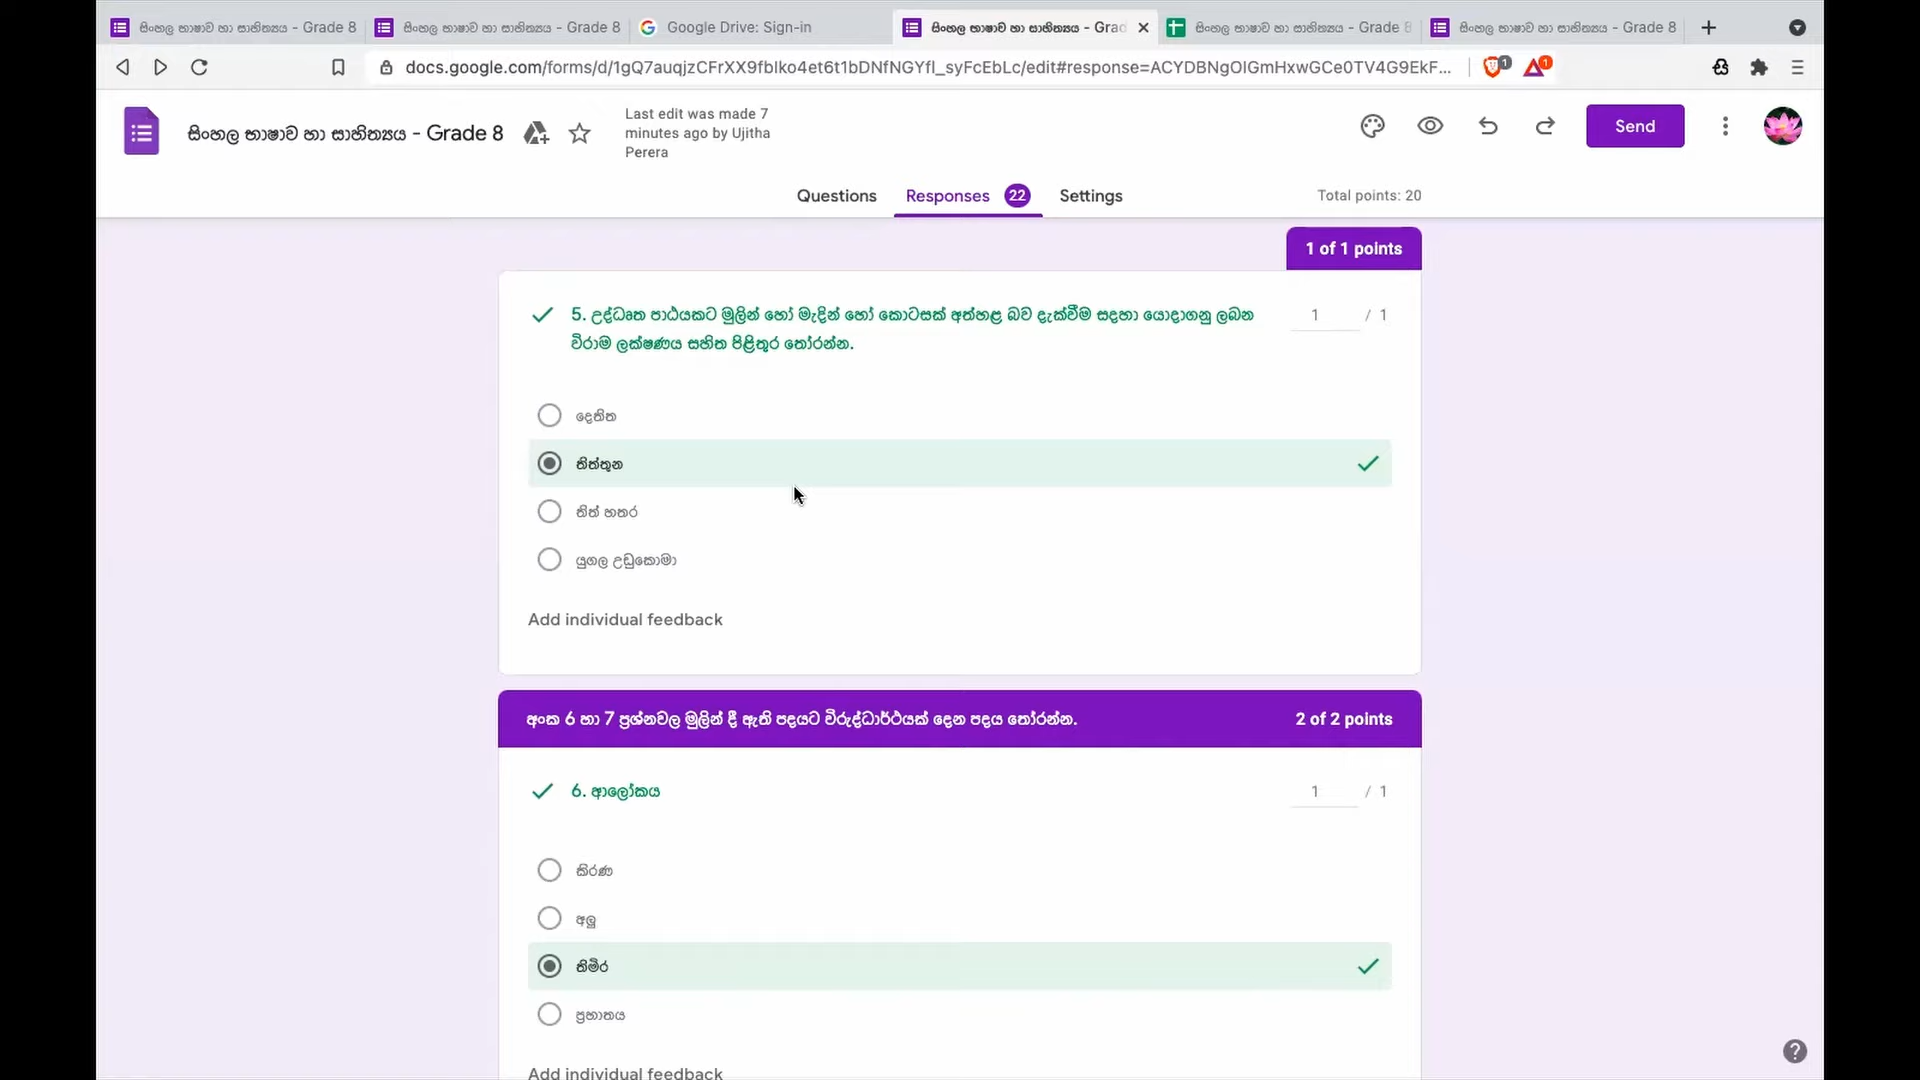 සිංහල භාෂාව හා සාහිත්‍යය - Grade 8
සිංහල භාෂාව හා සාහිත්‍යය - Grade 8
Google Drive: Sign-in
සිංහල භාෂාව හා සාහිත්‍යය - Grad
සිංහල භාෂාව හා සාහිත්‍යය - Grade 8
සිංහල භාෂාව හා සාහිත්‍යය - Grade 8
docs.google.com/forms/d/1gQ7auqjzCFrXX9fblko4et6t1bDNfNGYfl_syFcEbLc/edit#response=ACYDBNgOlGmHxwGCe0TV4G9EkF...
1
1
සිංහල භාෂාව හා සාහිත්‍යය - Grade 8
Last edit was made 7
minutes ago by Ujitha
Perera
Send
Questions
Responses 22
Settings
Total points: 20
1 of 1 points
5. උද්ධෘත පාඨයකට මුලින් හෝ මැදින් හෝ කොටසක් අත්හළ බව දැක්වීම සදහා යොදාගනු ලබන
විරාම ලක්ෂණය සහිත පිළිතුර තෝරන්න.
1 / 1
දෙතිත
තිත්තුන
තිත් හතර
යුගල උඩුකොමා
Add individual feedback
අංක 6 හා 7 ප්‍රශ්නවල මුලින් දී ඇති පදයට විරුද්ධාර්ථයක් දෙන පදය තෝරන්න.
2 of 2 points
6. ආලෝකය
1 / 1
කිරණ
අලු
තිමිර
ප්‍රභාතය
Add individual feedback